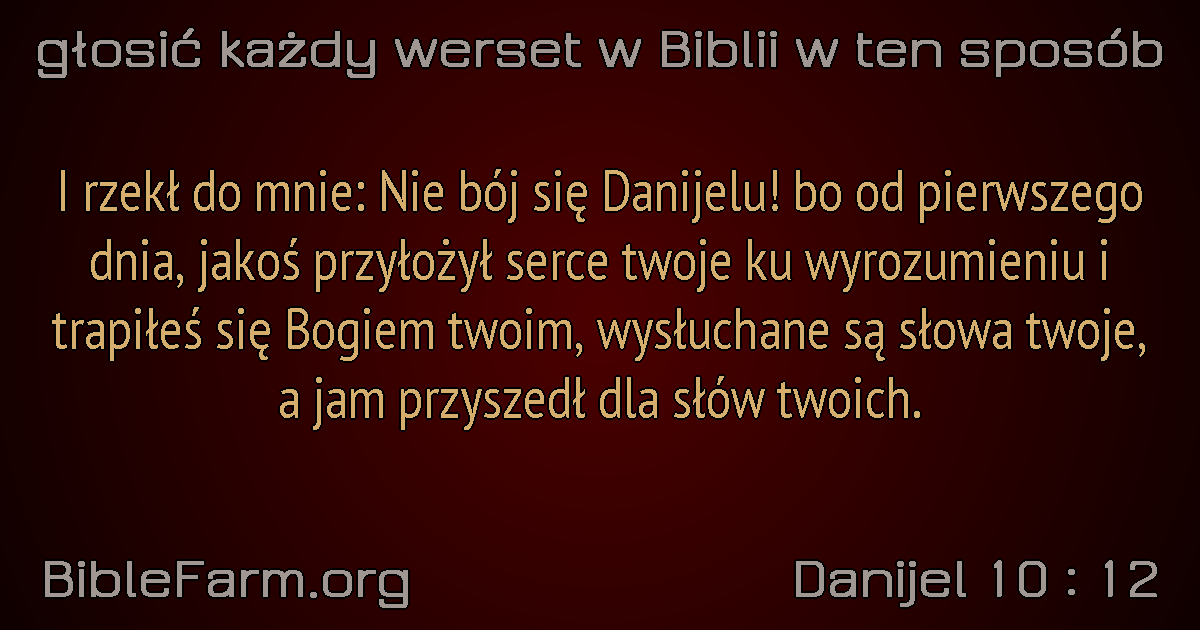 głosić każdy werset w Biblii w ten sposób
I rzekł do mnie: Nie bój się Danijelu! bo od pierwszego
dnia, jakoś przyłożył serce twoje ku wyrozumieniu i
trapiłeś się Bogiem twoim, wysłuchane są słowa twoje,
a jam przyszedł dla słów twoich.
BibleFarm.org
Danijel 10 : 12